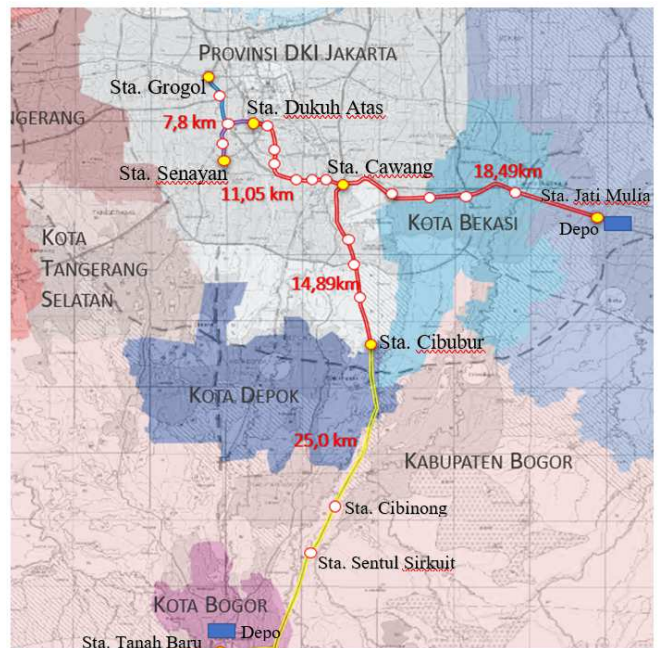 PROVINSI DKI JAKARTA
Sta. Grogol
Sta. Dukuh Atas
NGERANG
7,8 km
Sta. Cawang
Sta. Senayan
18,49km
11,05 km
Sta. Jati Mulia
KOTA BEKASI
Depo
KOTA
TANGERANG
SELATAN
14,89km
Sta. Cibubur
KOTA DEPOK
25,0 km
KABUPATEN BOGOR
Sta. Cibinong
Sta. Sentul Sirkuit
KOTA BOGOR
Depo
Sta. Tanah Baru